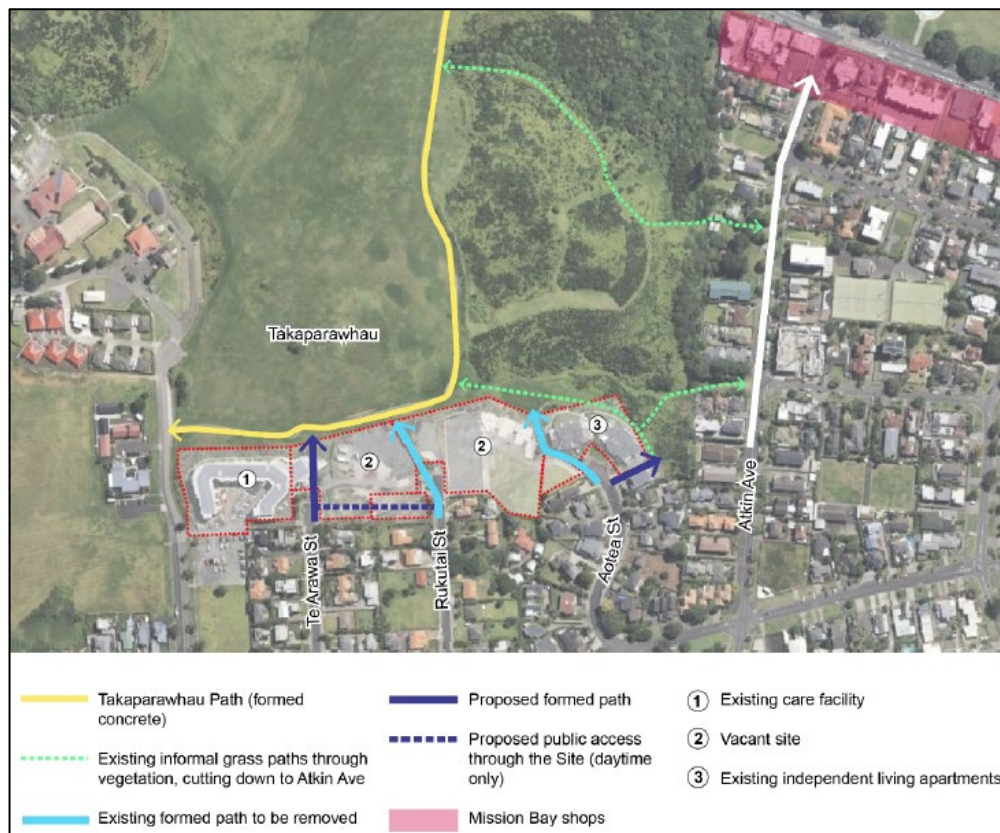 Takaparawhau
1
2
2
3
Te Arawa St
Rukutai St
Aotea St
Atkin Ave
Takaparawhau Path (formed
concrete)
Existing informal grass paths through
vegetation, cutting down to Atkin Ave
Existing formed path to be removed
Proposed formed path
Proposed public access
through the Site (daytime
only)
Mission Bay shops
1 Existing care facility
2 Vacant site
3 Existing independent living apartments